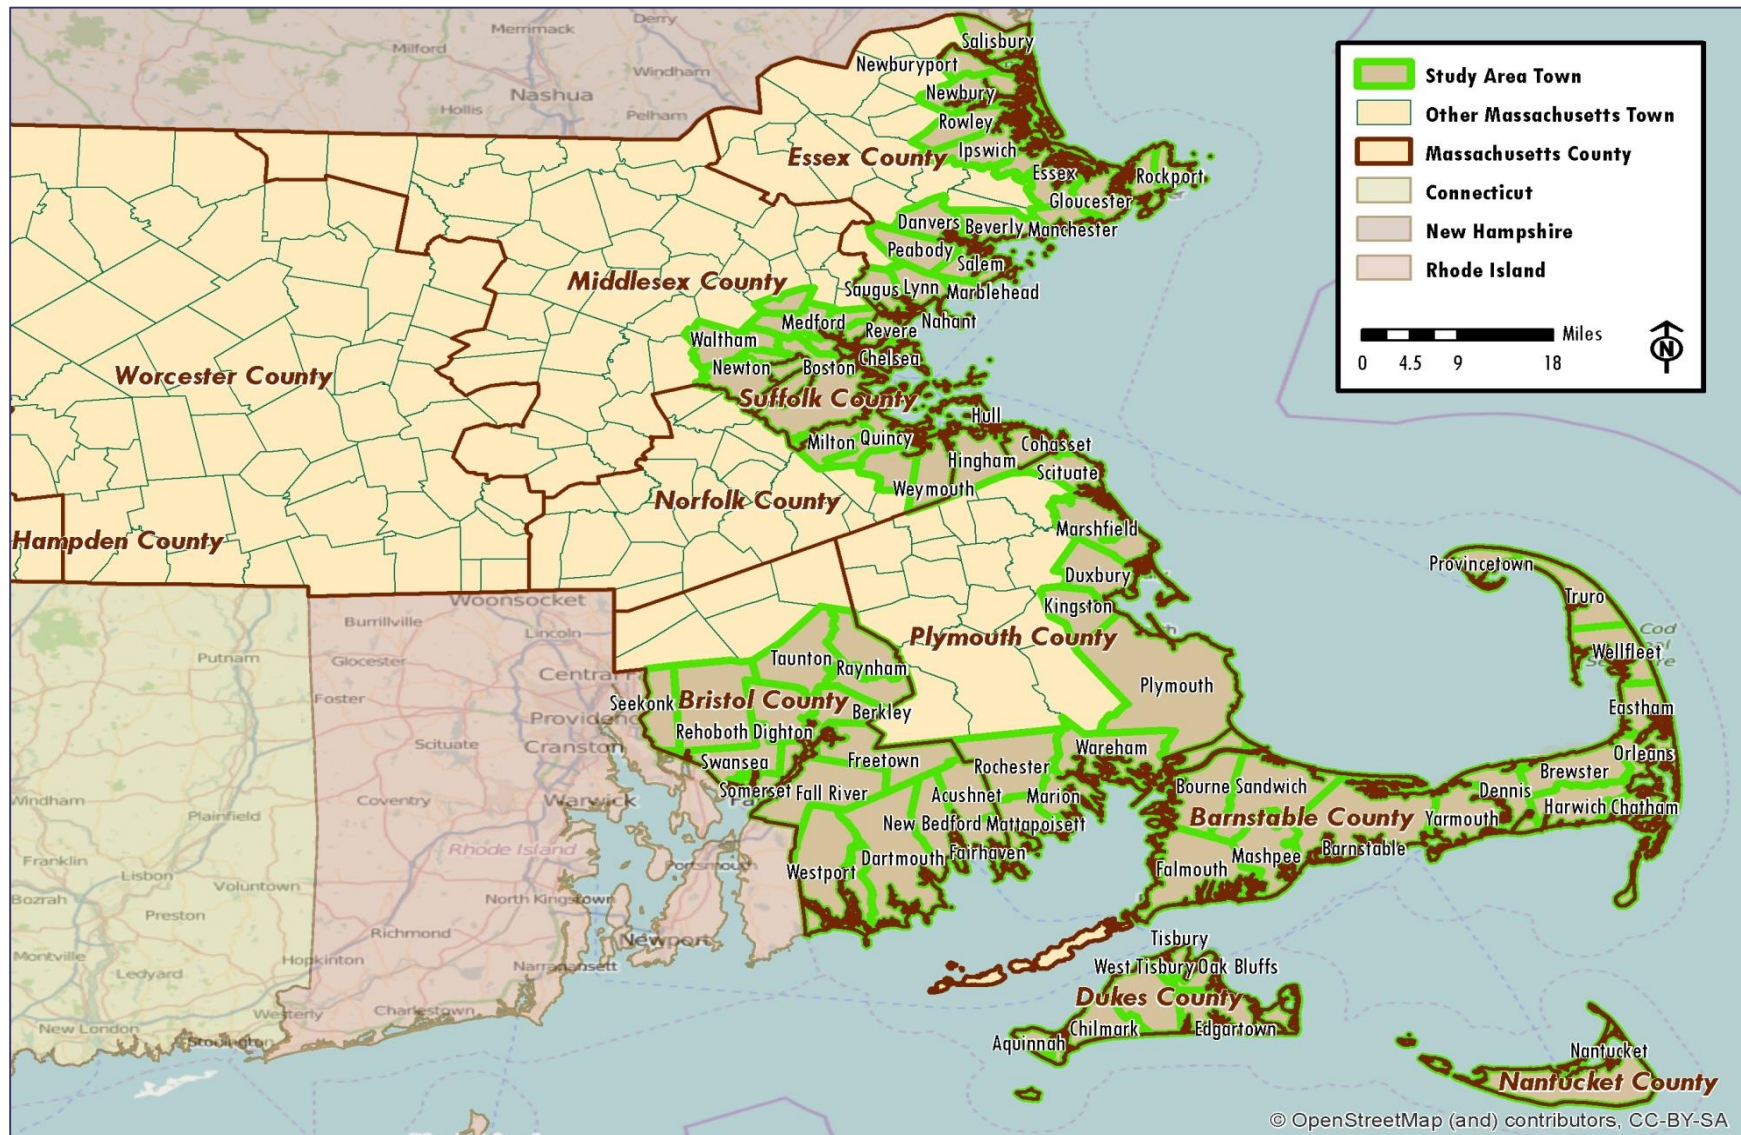 Merrimack
Derry
Milford
Windham
Nashua
Hollis
Pelham
Salisbury
Newburyport
Newbury
Rowley
Essex County
Ipswich
Essex
Rockport
Gloucester
Danvers
Beverly
Manchester
Peabody
Salem
Middlesex County
Saugus
Lynn
Marblehead
Medford
Revere
Nahant
Waltham
Chelsea
Newton
Boston
Worcester County
Suffolk County
Hull
Milton
Quincy
Cohasset
Hingham
Scituate
Weymouth
Norfolk County
Marshfield
Hampden County
Duxbury
Kingston
Plymouth County
Plymouth
Provincetown
Truro
Cod
Wellfleet
Eastham
Orleans
Brewster
Dennis
Harwich
Chatham
Yarmouth
Barnstable County
Barnstable
Bourne
Sandwich
Mashpee
Falmouth
Woonsocket
Burrillville
Lincoln
Putnam
Glocester
Foster
Central
Taunton
Raynham
Seekonk
Bristol County
Berkley
Rehoboth
Dighton
Providenc
Cranston
Scituate
Swansea
Freetown
Wareham
Rochester
Somerset
Fall River
Acushnet
Marion
New Bedford
Mattapoisett
Windham
Coventry
Warwick
Plainfield
Dartmouth
Fairhaven
Westport
Rhode Island
Portsmouth
Franklin
Lisbon
Voluntown
Bozrah
Preston
North Kingstown
Richmond
Newport
Montville
Ledyard
Hopkinton
Narragansett
Charlestown
Westerly
New London
Stonington
Tisbury
West Tisbury
Oak Bluffs
Dukes County
Chilmark
Edgartown
Aquinnah
Nantucket
Nantucket County
Study Area Town
Other Massachusetts Town
Massachusetts County
Connecticut
New Hampshire
Rhode Island
Miles
0 4.5 9 18
N
© OpenStreetMap (and) contributors, CC-BY-SA